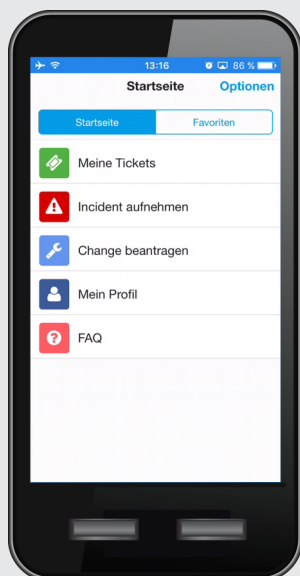 13:16 86 %
Startseite Optionen
Startseite Favoriten
Meine Tickets
Incident aufnehmen
Change beantragen
Mein Profil
FAQ